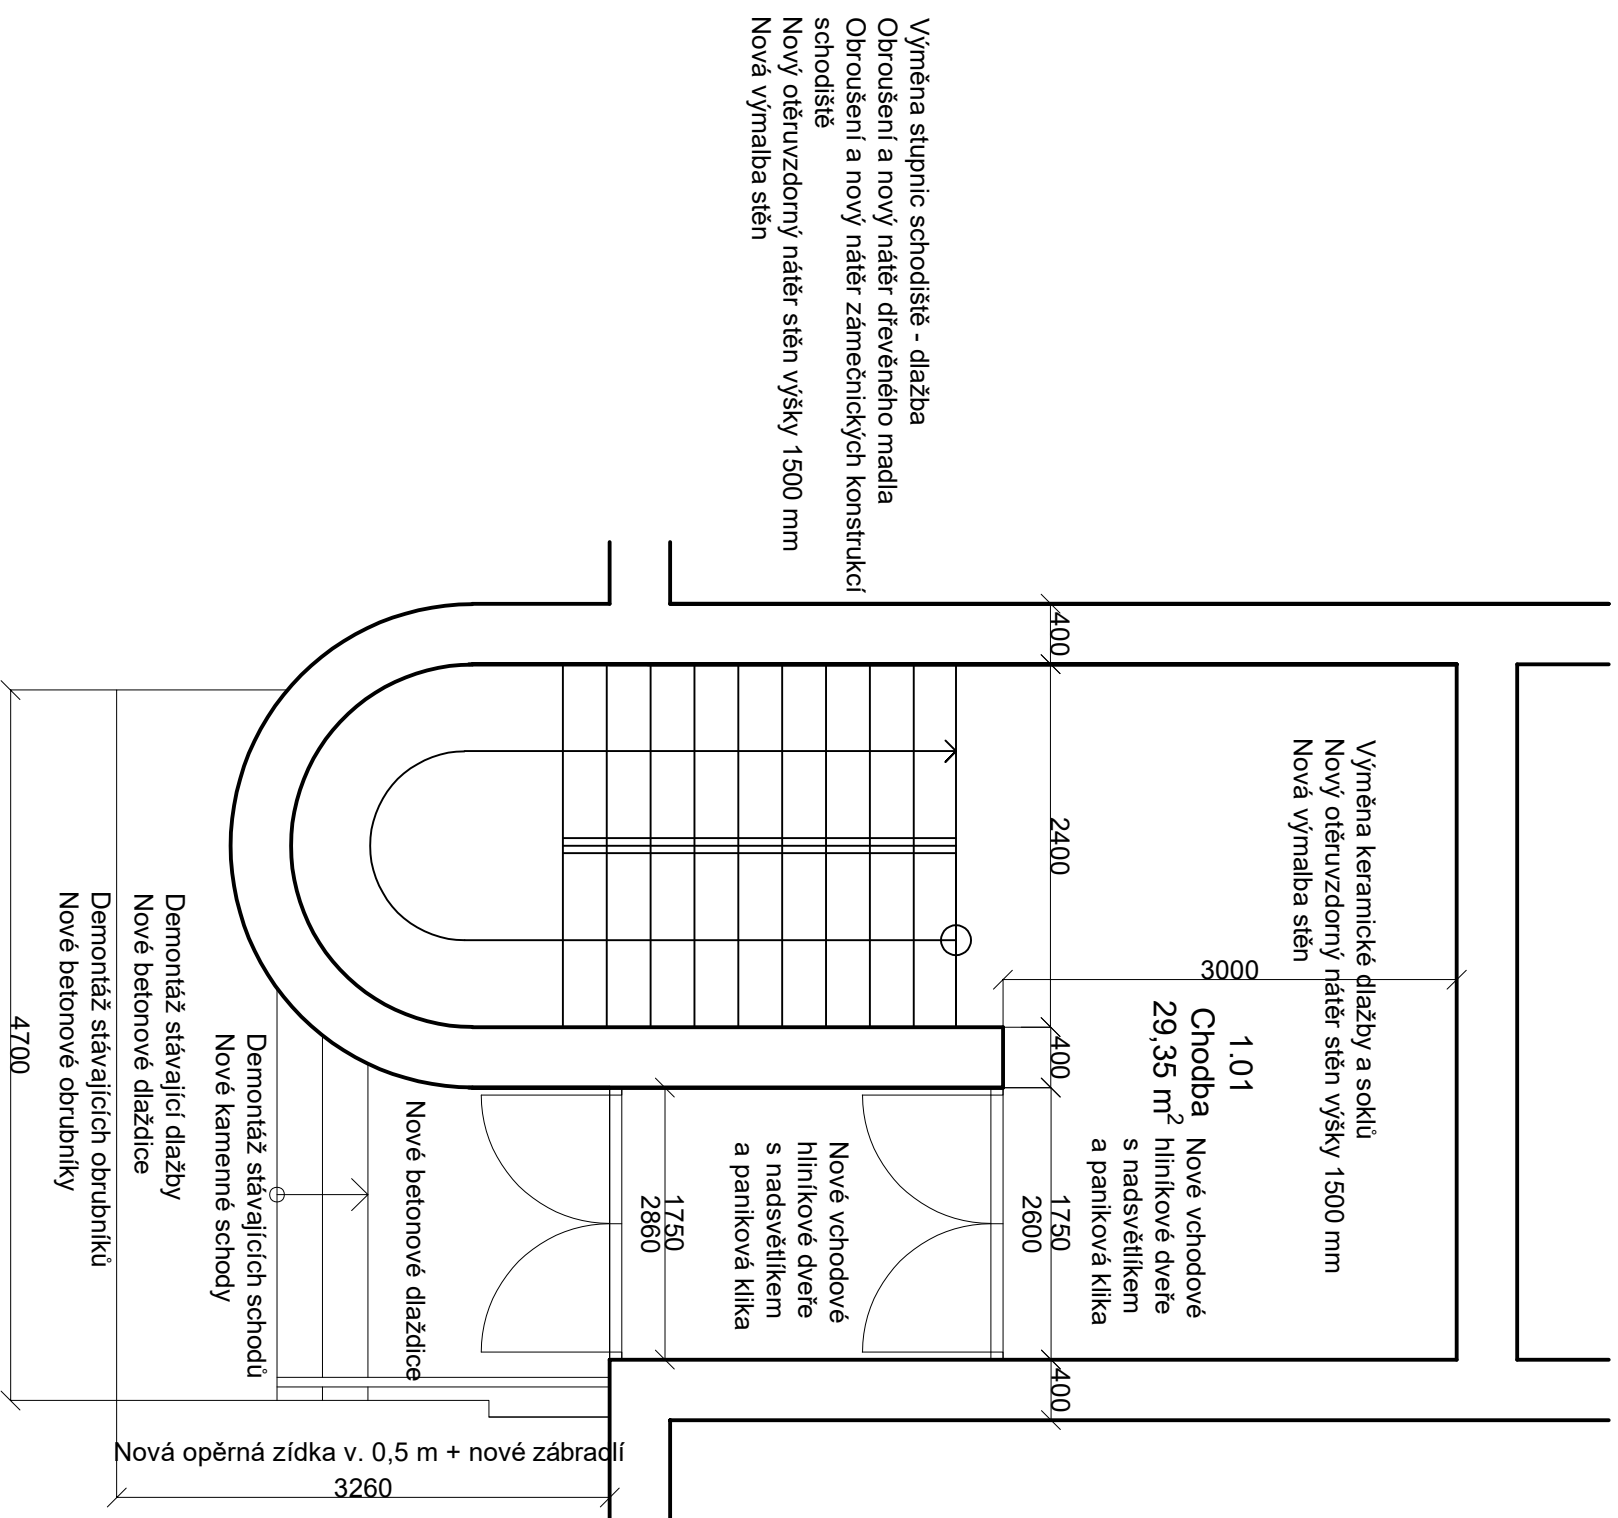 Výměna stupnic schodiště - dlažba
Obroušení a nový nátěr dřevěného madla
Obroušení a nový nátěr zámečnických konstrukcí
schodiště
Nový otěruvzdorný nátěr stěn výšky 1500 mm
Nová výmalba stěn
Výměna keramické dlažby a soklů
Nový otěruvzdorný nátěr stěn výšky 1500 mm
Nová výmalba stěn
1.01
Chodba
29,35 m²
Nové vchodové
hliníkové dveře
s nadsvětlíkem
a paniková klika
400
2400
400
1750
2600
400
3000
Nové vchodové
hliníkové dveře
s nadsvětlíkem
a paniková klika
1750
2860
Nové betonové dlaždice
Demontáž stávajících schodů
Nové kamenné schody
Demontáž stávající dlažby
Nové betonové dlaždice
Demontáž stávajících obrubníků
Nové betonové obrubníky
4700
Nová opěrná zídka v. 0,5 m + nové zábradlí
3260